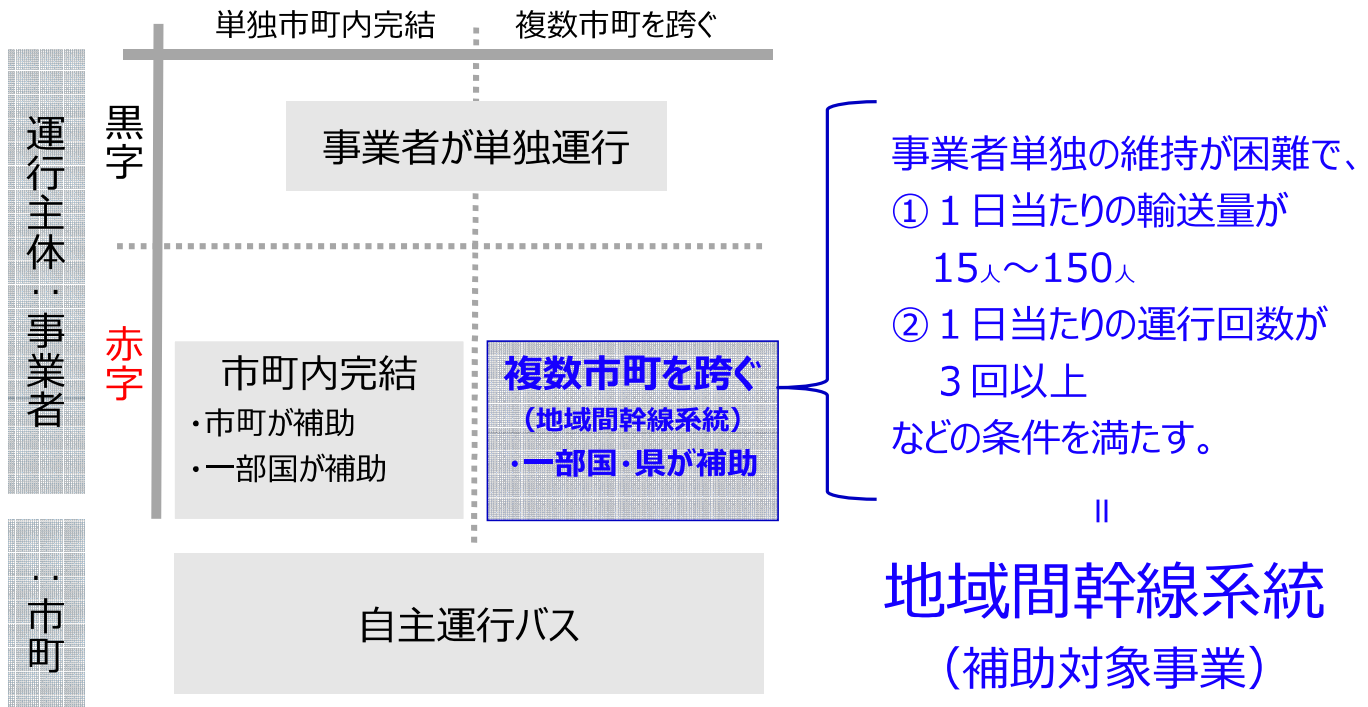 単独市町内完結
複数市町を跨ぐ
運行主体：事業者
黒字
事業者が単独運行
赤字
市町内完結
・市町が補助
・一部国が補助
複数市町を跨ぐ
（地域間幹線系統）
・一部国・県が補助
：市町
自主運行バス
事業者単独の維持が困難で、
①１日当たりの輸送量が
15人～150人
②１日当たりの運行回数が
３回以上
などの条件を満たす。
＝
地域間幹線系統
（補助対象事業）